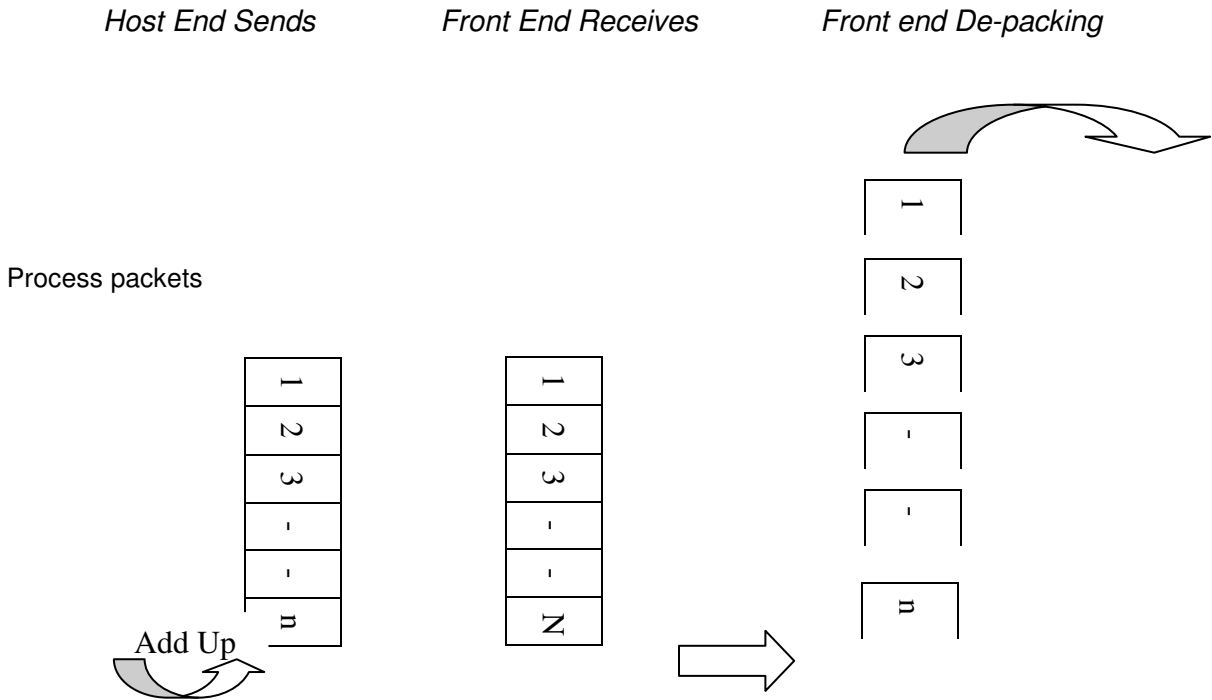 Host End Sends
Front End Receives
Front end De-packing
Process packets
1
2
3
-
-
n
Add Up
1
2
3
-
-
N
1
2
3
-
-
n